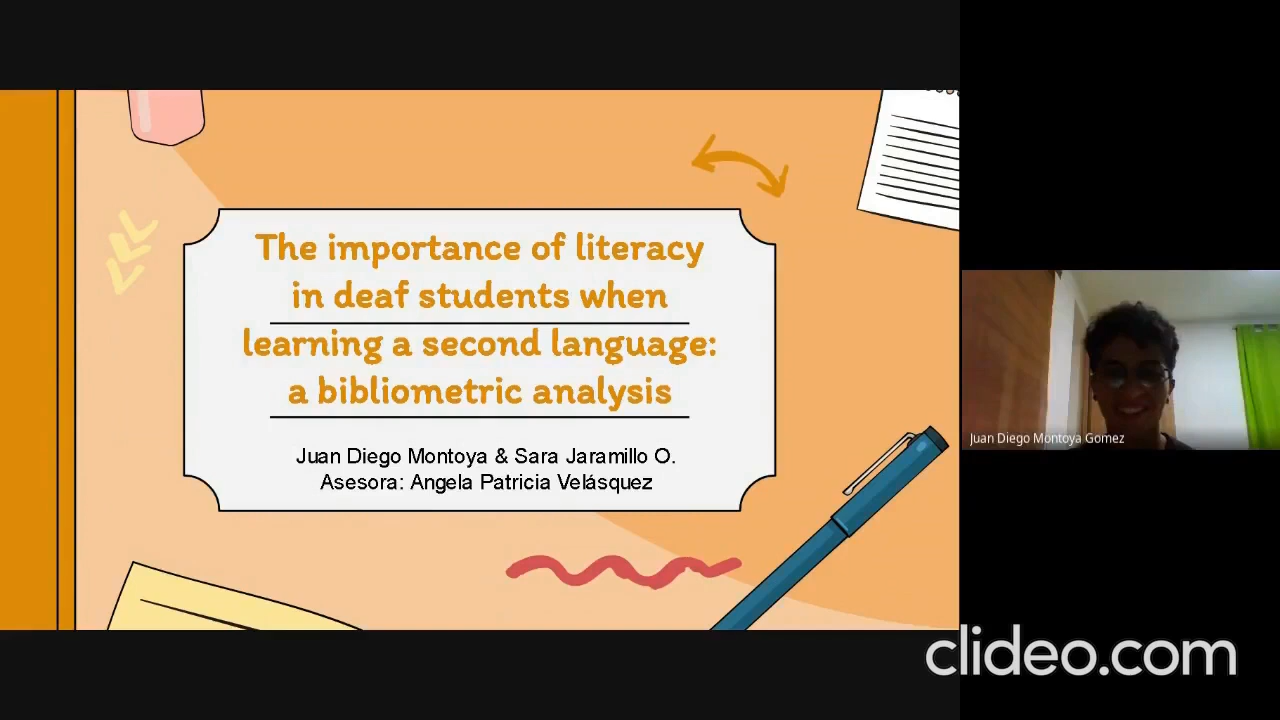 The importance of literacy
in deaf students when
learning a second language:
a bibliometric analysis
Juan Diego Montoya & Sara Jaramillo O.
Asesora: Angela Patricia Velásquez
Juan Diego Montoya Gomez
clideo.com